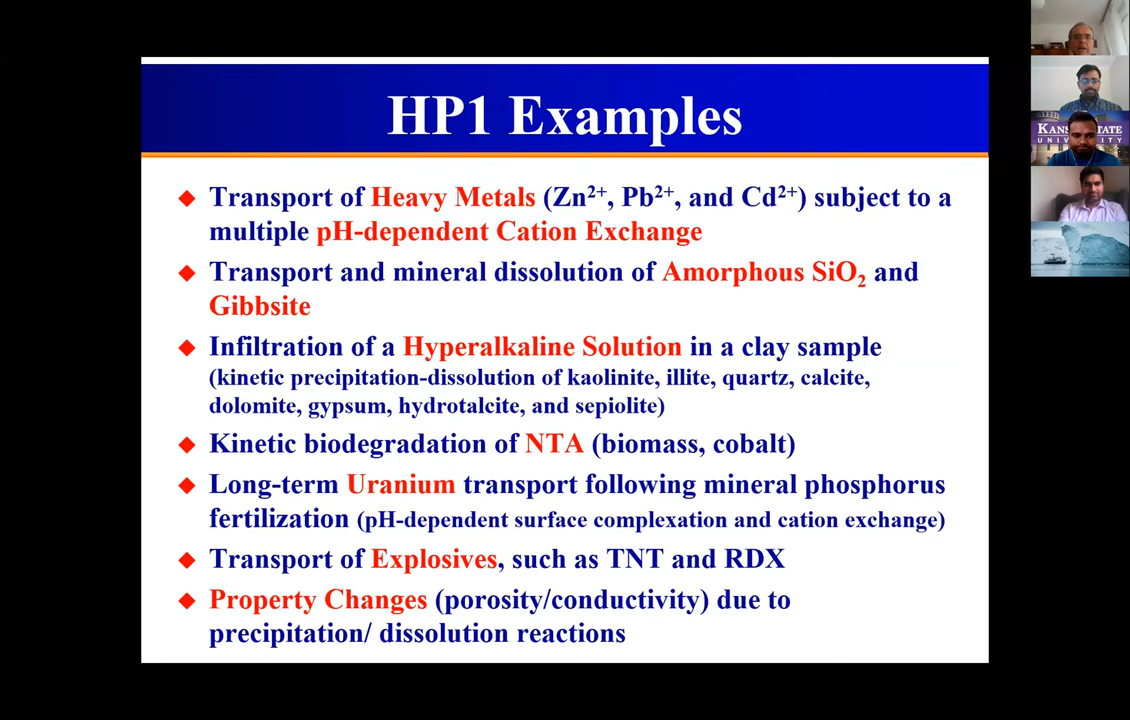 HP1 Examples
Transport of Heavy Metals (Zn²⁺, Pb²⁺, and Cd²⁺) subject to a
multiple pH-dependent Cation Exchange
Transport and mineral dissolution of Amorphous SiO₂ and
Gibbsite
Infiltration of a Hyperalkaline Solution in a clay sample
(kinetic precipitation-dissolution of kaolinite, illite, quartz, calcite,
dolomite, gypsum, hydrotalcite, and sepiolite)
Kinetic biodegradation of NTA (biomass, cobalt)
Long-term Uranium transport following mineral phosphorus
fertilization (pH-dependent surface complexation and cation exchange)
Transport of Explosives, such as TNT and RDX
Property Changes (porosity/conductivity) due to
precipitation/ dissolution reactions